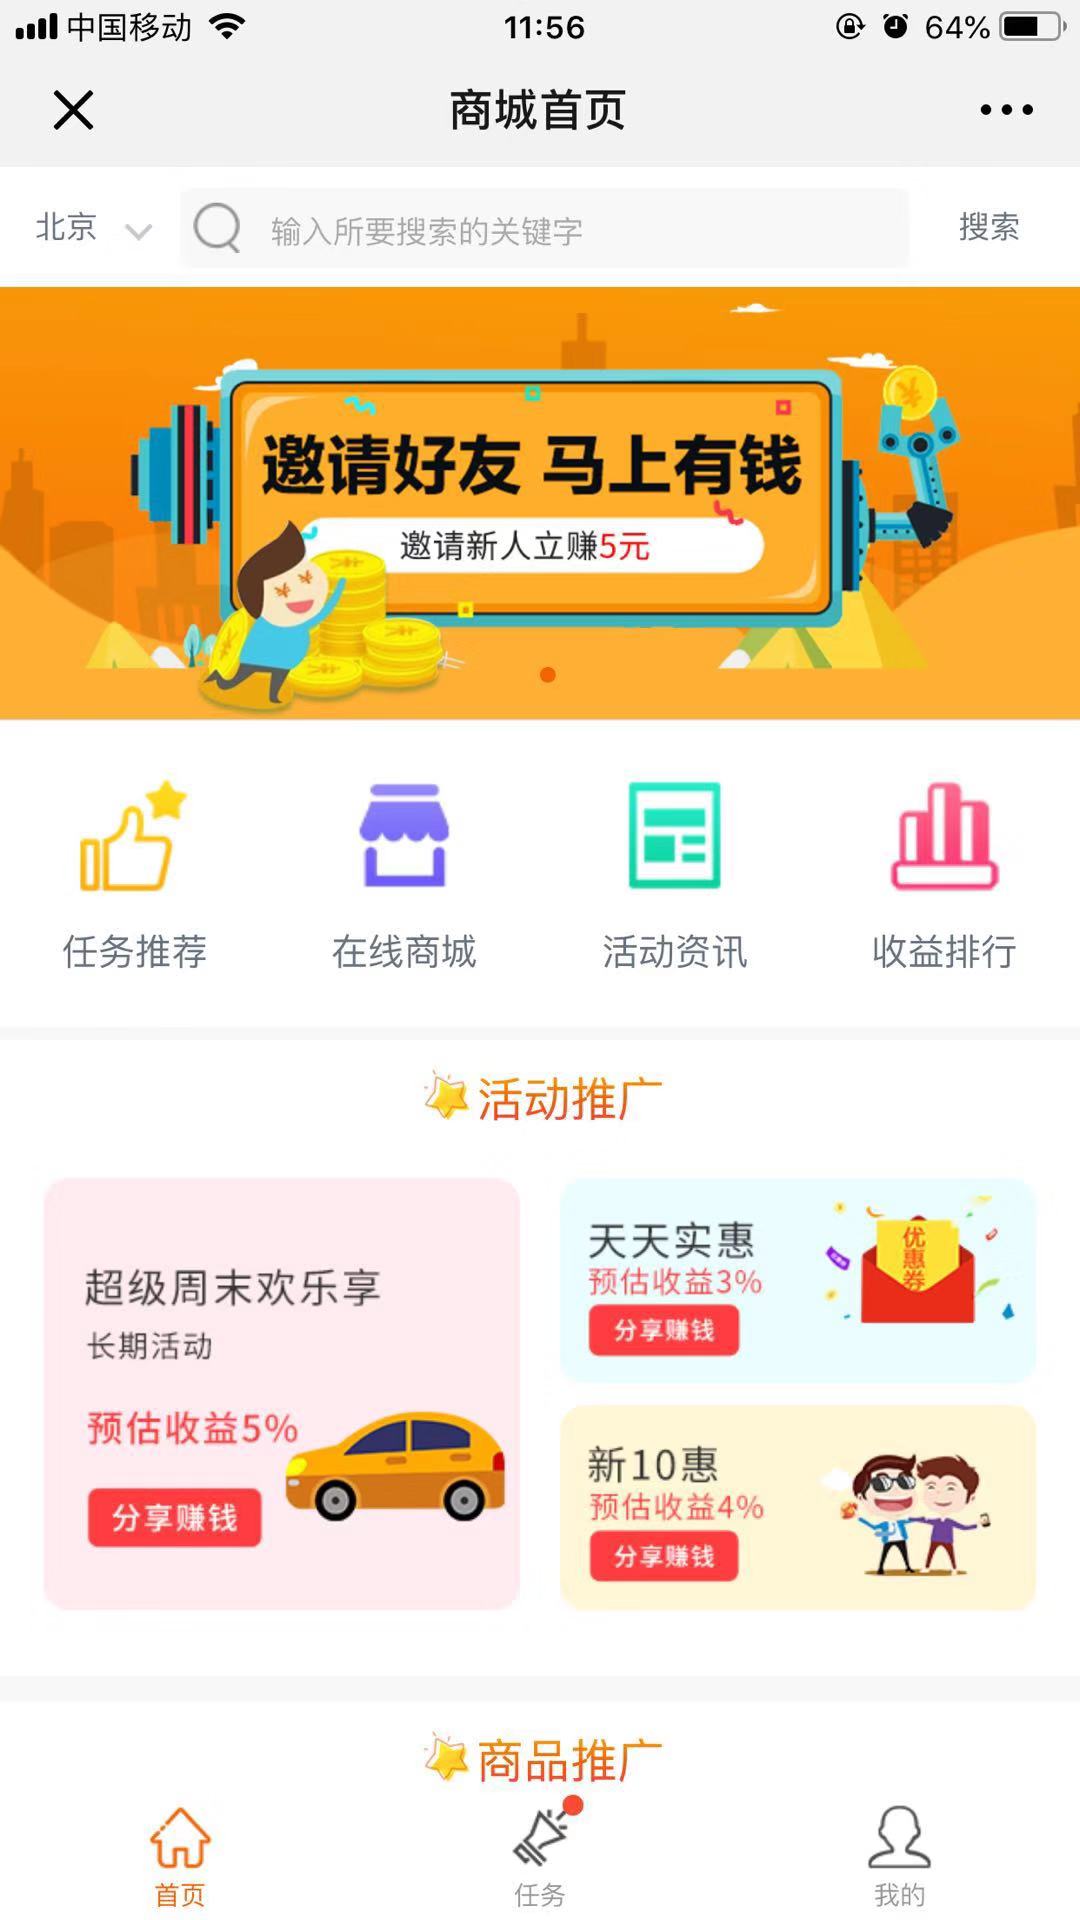 中国移动 11:56 64%
商城首页
北京 输入所要搜索的关键字 搜索
邀请好友 马上有钱
邀请新人立赚5元
任务推荐 在线商城 活动资讯 收益排行
活动推广
超级周末欢乐享
长期活动
预估收益5%
分享赚钱
天天实惠
预估收益3%
分享赚钱
优惠券
新10惠
预估收益4%
分享赚钱
商品推广
首页 任务 我的